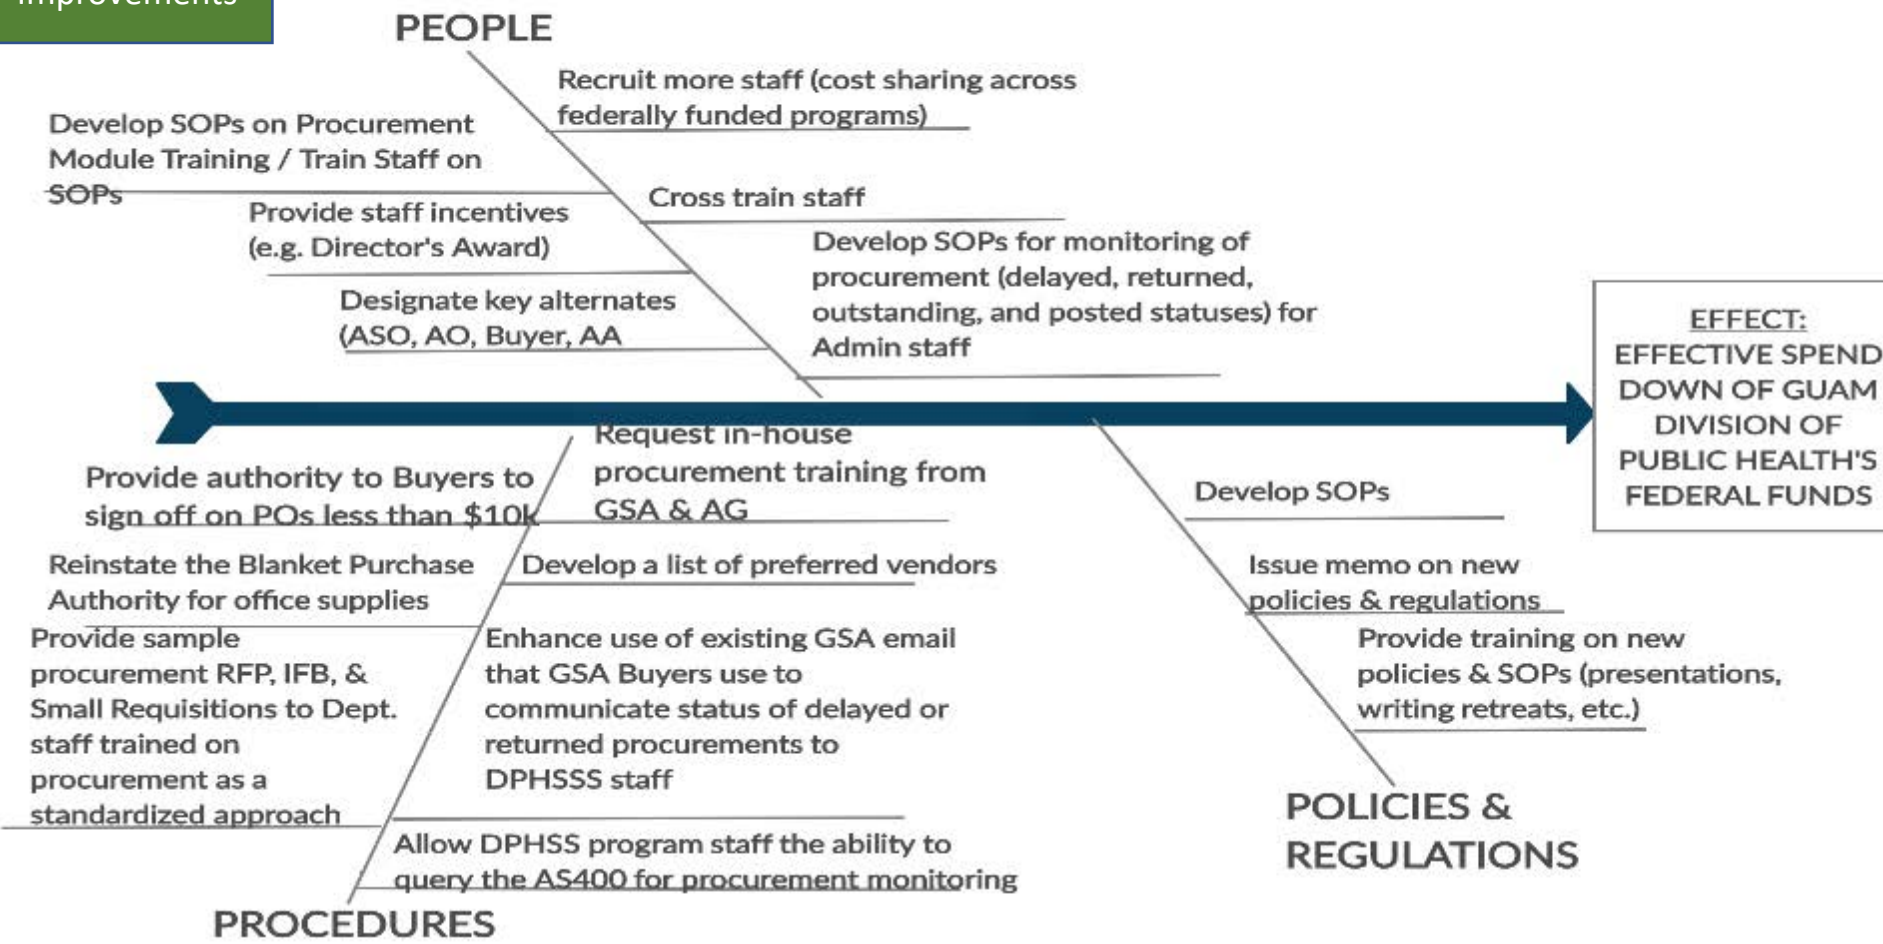 improvements
PEOPLE
Recruit more staff (cost sharing across
federally funded programs)
Develop SOPs on Procurement
Module Training / Train Staff on
SOPs
Cross train staff
Provide staff incentives
(e.g. Director's Award)
Develop SOPs for monitoring of
procurement (delayed, returned,
outstanding, and posted statuses) for
Admin staff
Designate key alternates
(ASO, AO, Buyer, AA
EFFECT:
EFFECTIVE SPEND
DOWN OF GUAM
DIVISION OF
PUBLIC HEALTH'S
FEDERAL FUNDS
Provide authority to Buyers to
sign off on POs less than $10k
Request in-house
procurement training from
GSA & AG
Reinstate the Blanket Purchase
Authority for office supplies
Develop a list of preferred vendors
Provide sample
procurement RFP, IFB, &
Small Requisitions to Dept.
staff trained on
procurement as a
standardized approach
Enhance use of existing GSA email
that GSA Buyers use to
communicate status of delayed or
returned procurements to
DPHSSS staff
Allow DPHSS program staff the ability to
query the AS400 for procurement monitoring
PROCEDURES
Develop SOPs
Issue memo on new
policies & regulations
Provide training on new
policies & SOPs (presentations,
writing retreats, etc.)
POLICIES &
REGULATIONS